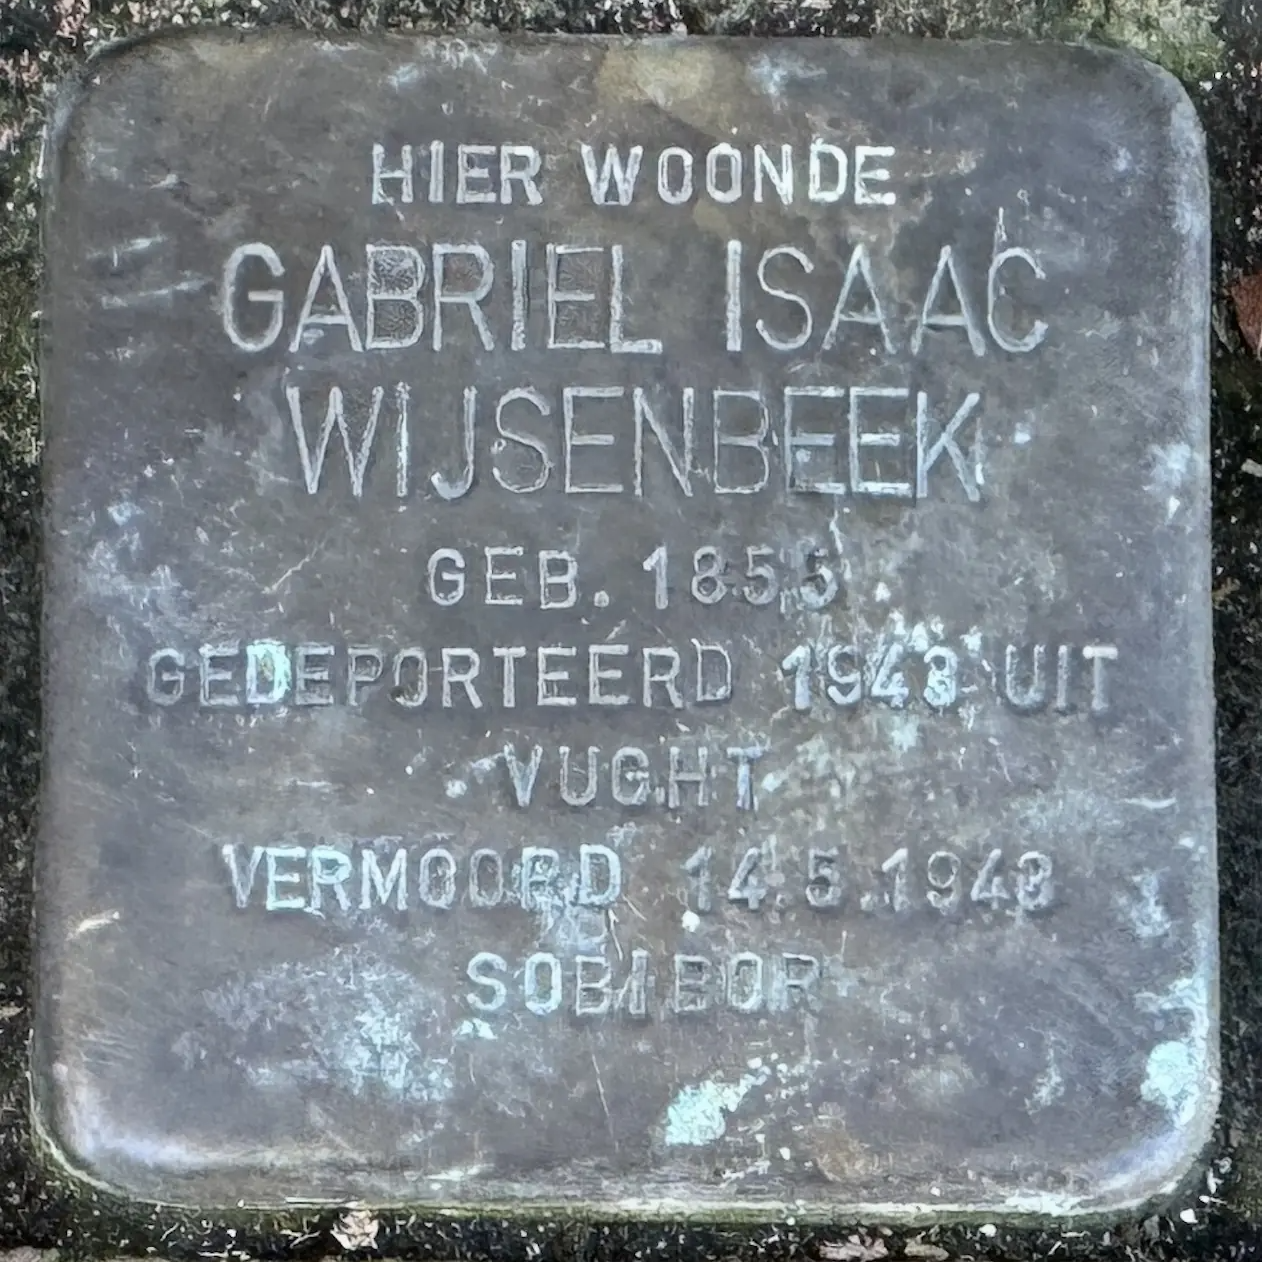 HIER WOONDE
GABRIEL ISAAC
WIJSENBEEK
GEB. 1855
GEDEPORTEERD 1943 UIT
VUGHT
VERMOORD 14.5.1943
SOBIBOR